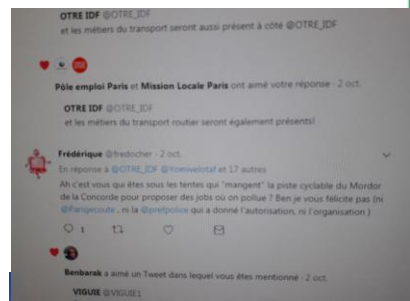 OTRE IDF @OTRE_IDF
et les métiers du transport seront aussi présent à côté @OTRE_IDF
Pôle emploi Paris et Mission Locale Paris ont aimé votre réponse · 2 oct.
OTRE IDF @OTRE_IDF
et les métiers du transport routier seront également présents!
Frédérique @fredocher · 2 oct.
En réponse à @OTRE_IDF @Yomivelotaf et 17 autres
Ah c'est vous qui êtes sous les tentes qui "mangent" la piste cyclable du Mordor
de la Concorde pour proposer des jobs où on pollue ? Ben je vous félicite pas (ni
@Parisecoute , ni la @prefpolice qui a donné l'autorisation, ni l'organisation )
1
Benbarak a aimé un Tweet dans lequel vous êtes mentionné · 2 oct.
VIGUIE @VIGUIE1